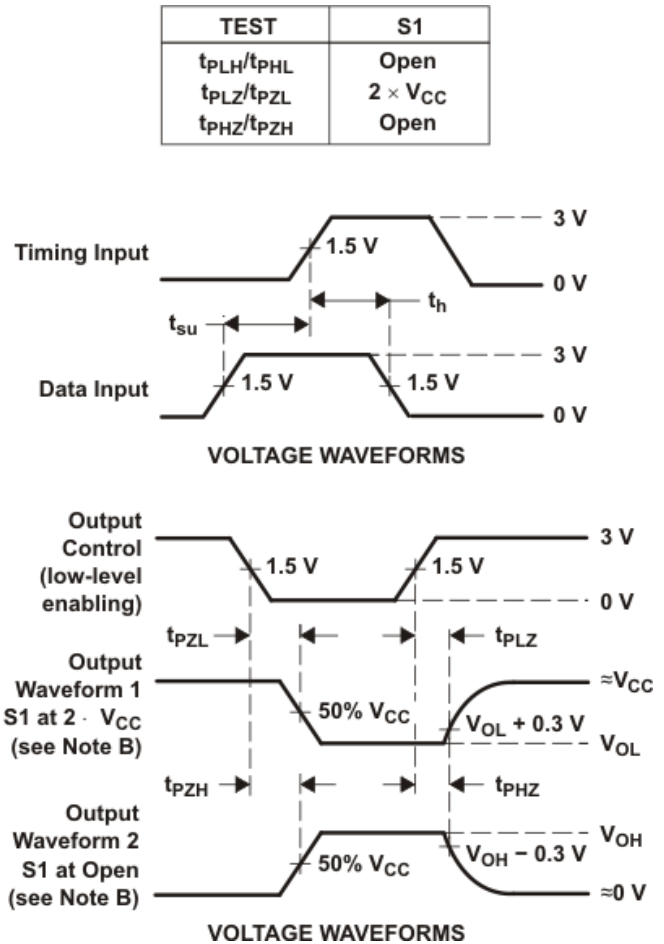 TEST S1
tPLH/tPHL Open
tPLZ/tPZL 2 × VCC
tPHZ/tPZH Open
3 V
Timing Input 1.5 V
0 V
th
tsu
3 V
Data Input 1.5 V 1.5 V
0 V
VOLTAGE WAVEFORMS
Output
Control
(low-level
enabling)
3 V
1.5 V 1.5 V
0 V
tPZL tPLZ
Output
Waveform 1
S1 at 2 · VCC
(see Note B)
≈VCC
50% VCC VOL + 0.3 V
VOL
tPZH tPHZ
Output
Waveform 2
S1 at Open
(see Note B)
VOH
50% VCC VOH − 0.3 V
≈0 V
VOLTAGE WAVEFORMS